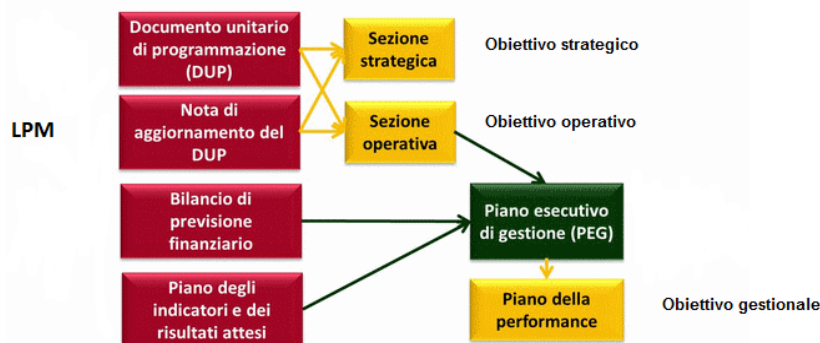 Documento unitario
di programmazione
(DUP)
Sezione
strategica
Obiettivo strategico
LPM
Nota di
aggiornamento del
DUP
Sezione
operativa
Obiettivo operativo
Bilancio di
previsione
finanziario
Piano esecutivo
di gestione (PEG)
Piano degli
indicatori e dei
risultati attesi
Piano della
performance
Obiettivo gestionale